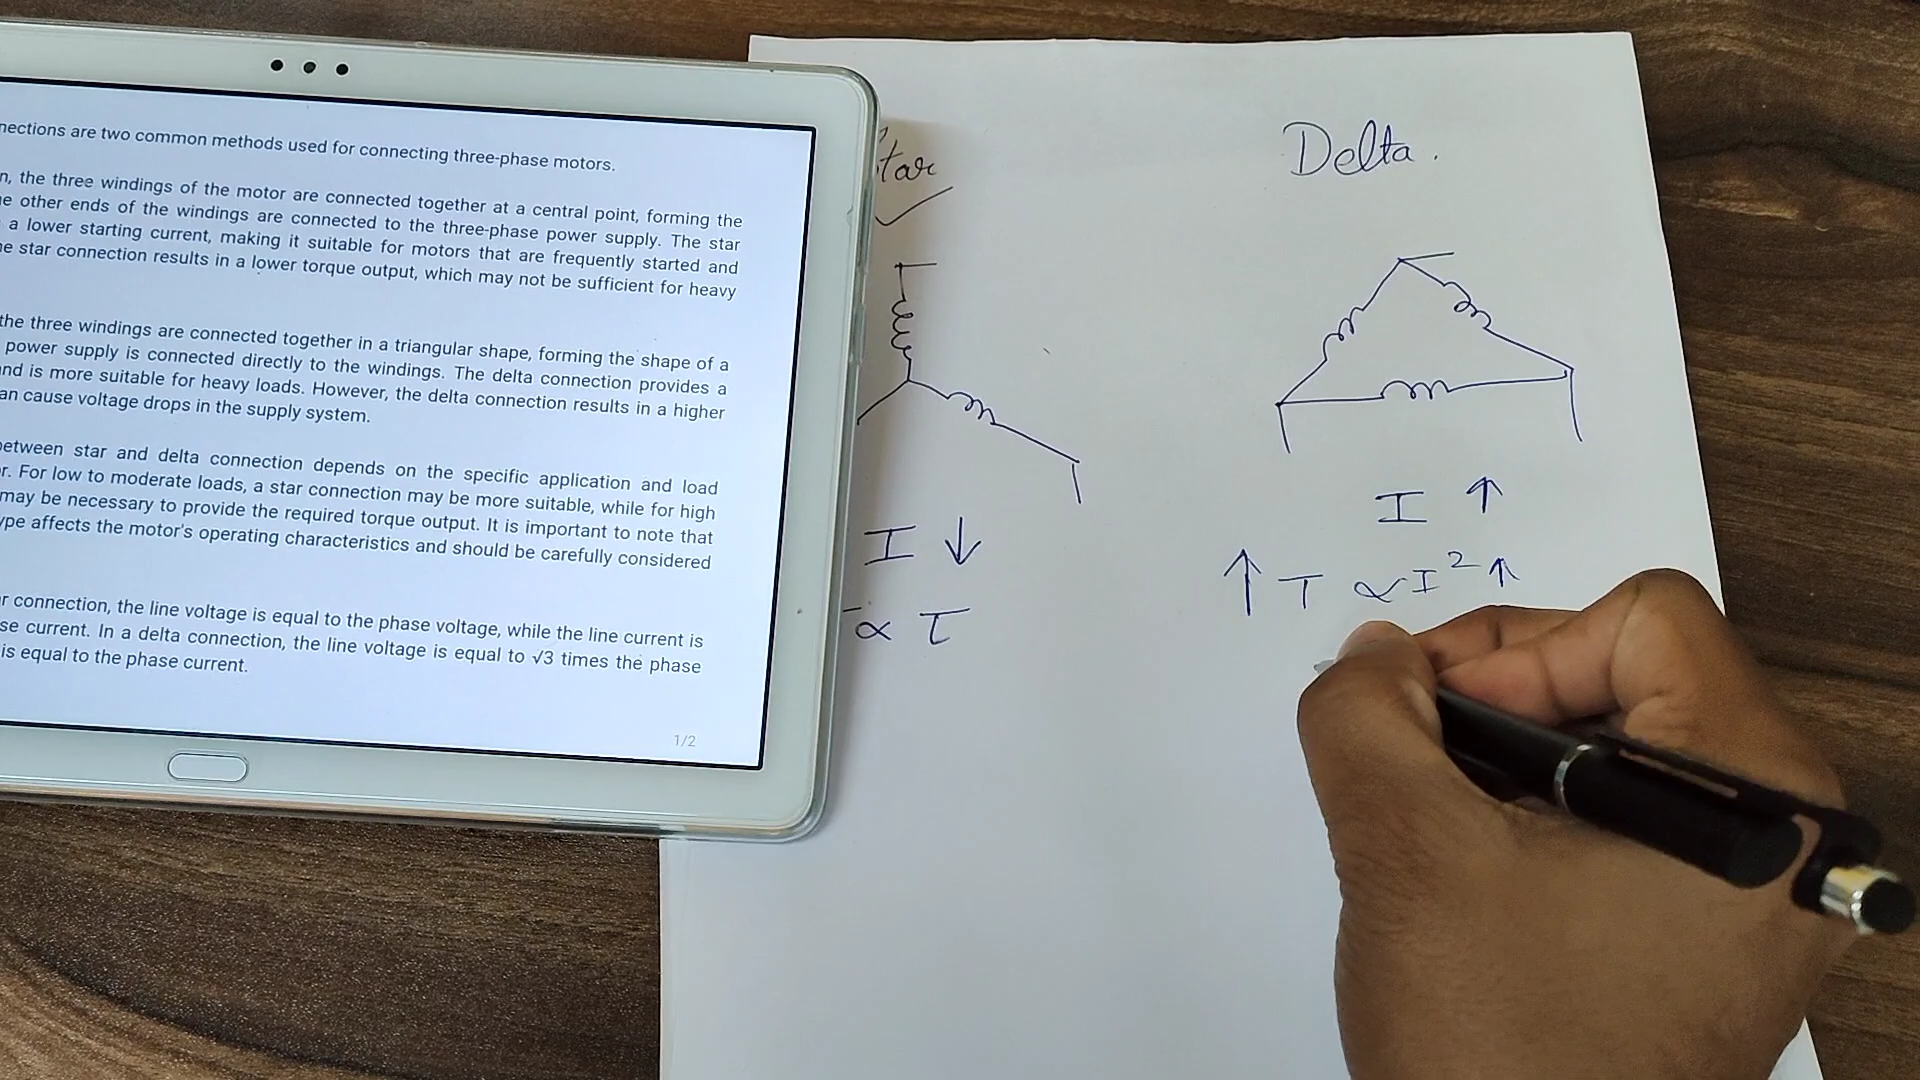 are two common methods used for connecting three-phase motors.
the three windings of the motor are connected together at a central point, forming the
other ends of the windings are connected to the three-phase power supply. The star
a lower starting current, making it suitable for motors that are frequently started and
star connection results in a lower torque output, which may not be sufficient for heavy
the three windings are connected together in a triangular shape, forming the shape of a
power supply is connected directly to the windings. The delta connection provides a
and is more suitable for heavy loads. However, the delta connection results in a higher
can cause voltage drops in the supply system.
between star and delta connection depends on the specific application and load
For low to moderate loads, a star connection may be more suitable, while for high
may be necessary to provide the required torque output. It is important to note that
affects the motor's operating characteristics and should be carefully considered
connection, the line voltage is equal to the phase voltage, while the line current is
current. In a delta connection, the line voltage is equal to √3 times the phase
is equal to the phase current.
1/2
Star
I ↓
∝ τ
Delta.
I ↑
↑ T ∝ I² ↑